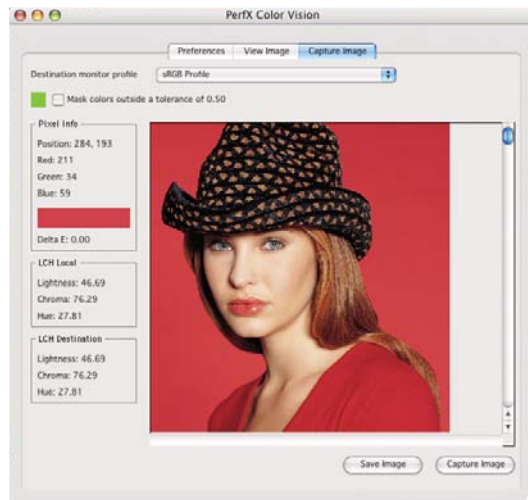 PerfX Color Vision
Preferences View Image Capture Image
Destination monitor profile sRGB Profile
Mask colors outside a tolerance of 0.50
Pixel Info
Position: 284, 193
Red: 211
Green: 34
Blue: 59
Delta E: 0.00
LCH Local
Lightness: 46.69
Chroma: 76.29
Hue: 27.81
LCH Destination
Lightness: 46.69
Chroma: 76.29
Hue: 27.81
Save Image Capture Image